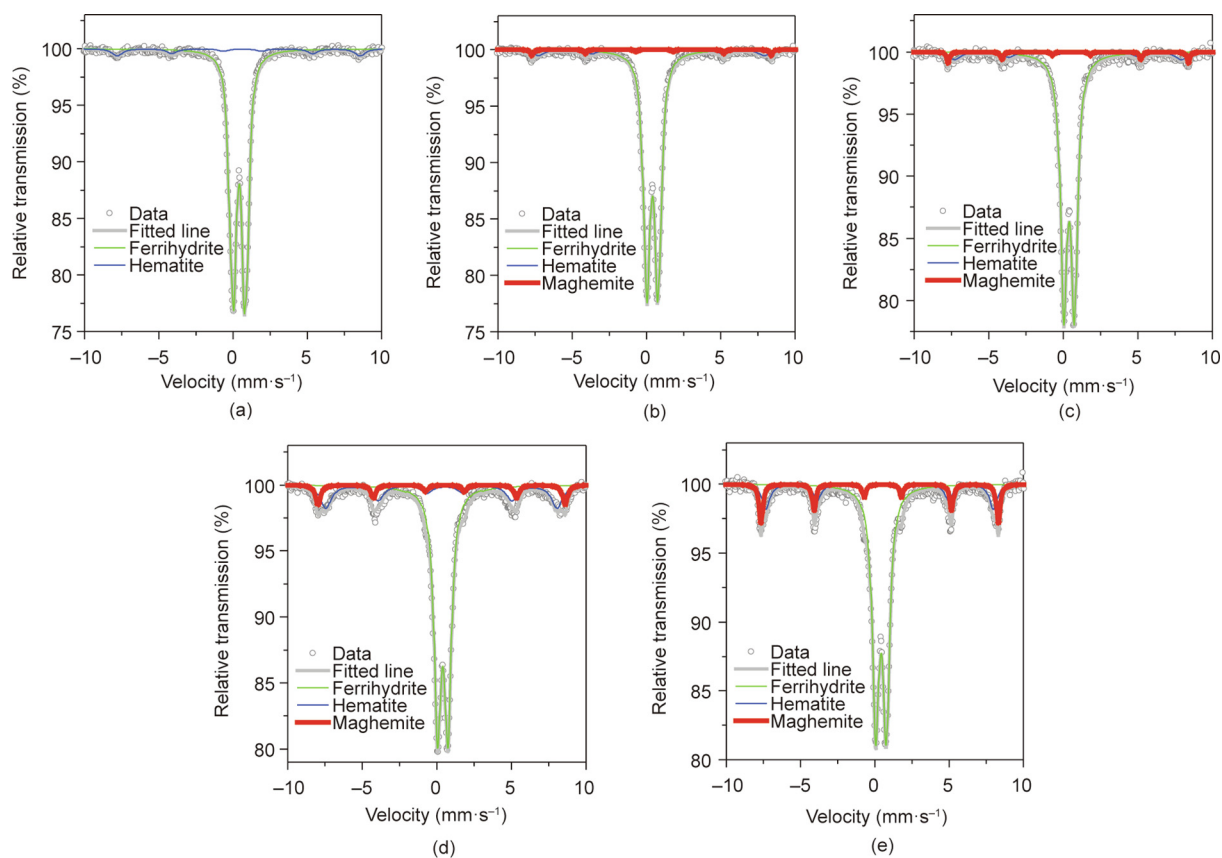 Relative transmission (%)
100
95
90
85
80
75
Data
Fitted line
Ferrihydrite
Hematite
–10
–5
0
5
10
Velocity (mm·s⁻¹)
(a)
Relative transmission (%)
100
95
90
85
80
75
Data
Fitted line
Ferrihydrite
Hematite
Maghemite
–10
–5
0
5
10
Velocity (mm·s⁻¹)
(b)
Relative transmission (%)
100
95
90
85
80
Data
Fitted line
Ferrihydrite
Hematite
Maghemite
–10
–5
0
5
10
Velocity (mm·s⁻¹)
(c)
Relative transmission (%)
100
95
90
85
80
Data
Fitted line
Ferrihydrite
Hematite
Maghemite
–10
–5
0
5
10
Velocity (mm·s⁻¹)
(d)
Relative transmission (%)
100
95
90
85
80
Data
Fitted line
Ferrihydrite
Hematite
Maghemite
–10
–5
0
5
10
Velocity (mm·s⁻¹)
(e)